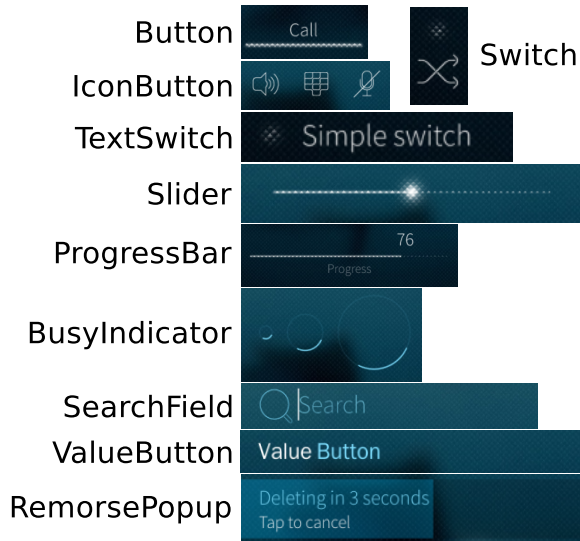 Button
Call
Switch
IconButton
TextSwitch
Simple switch
Slider
ProgressBar
76
Progress
BusyIndicator
SearchField
Search
ValueButton
Value Button
RemorsePopup
Deleting in 3 seconds
Tap to cancel